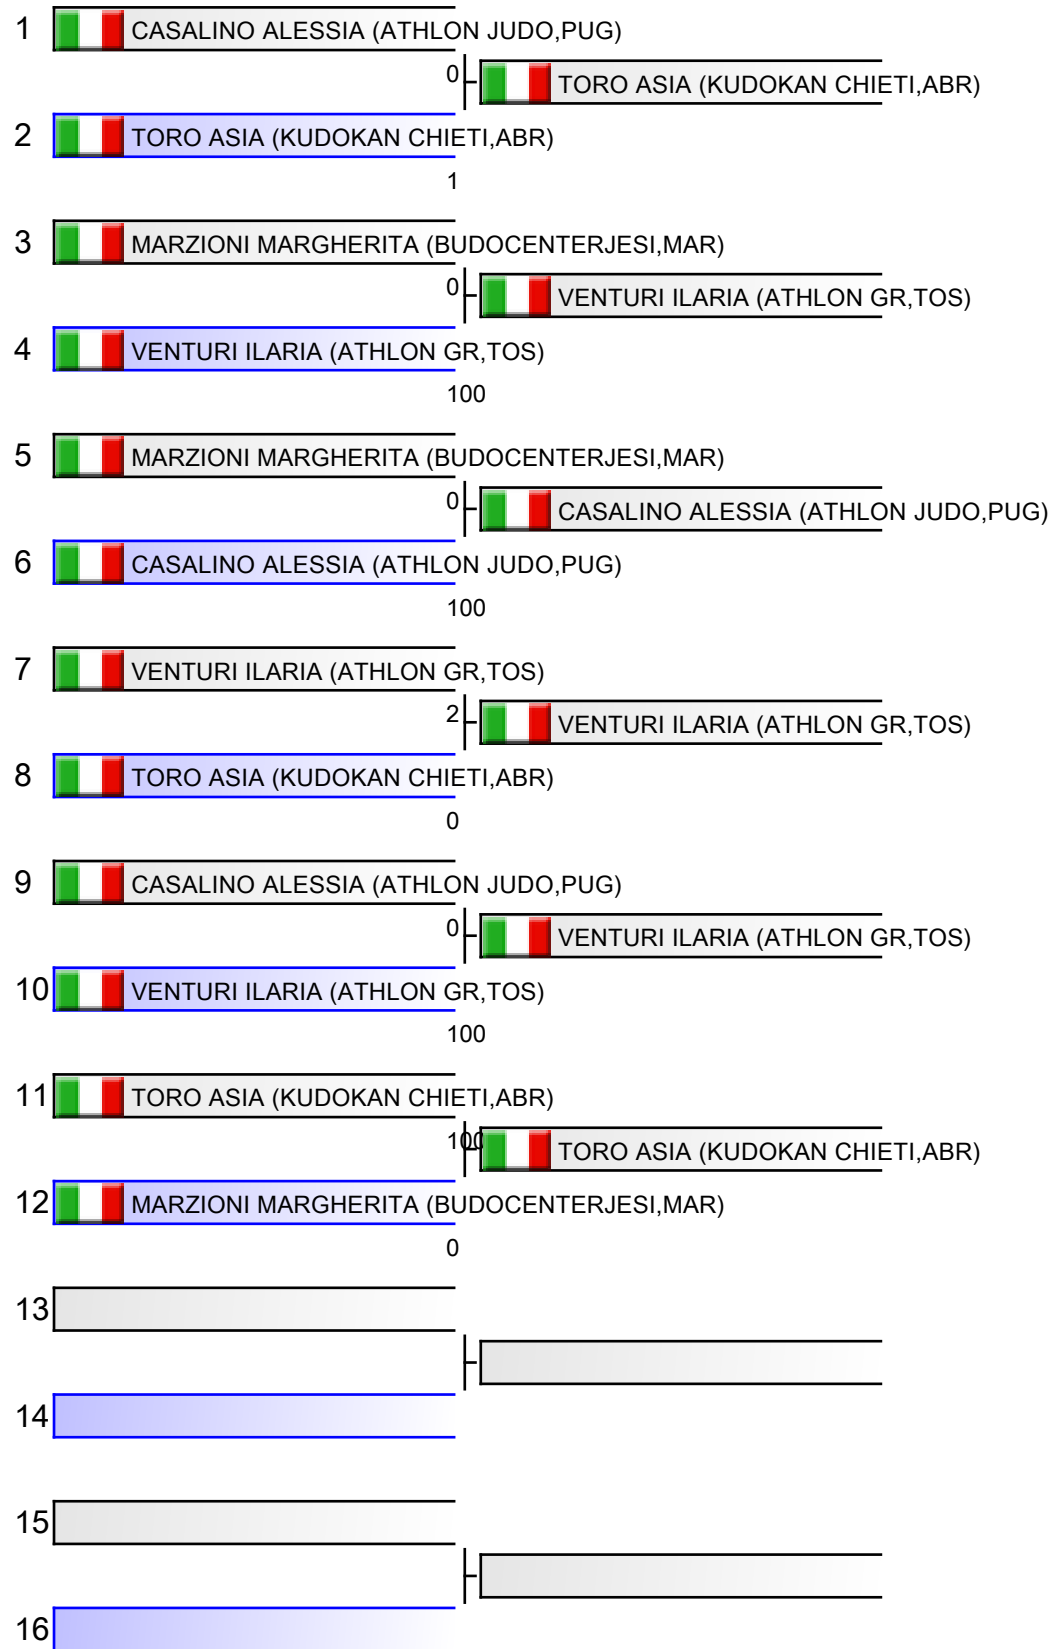 1 CASALINO ALESSIA (ATHLON JUDO,PUG)
0 TORO ASIA (KUDOKAN CHIETI,ABR)
2 TORO ASIA (KUDOKAN CHIETI,ABR)
1
3 MARZIONI MARGHERITA (BUDOCENTERJESI,MAR)
0 VENTURI ILARIA (ATHLON GR,TOS)
4 VENTURI ILARIA (ATHLON GR,TOS)
100
5 MARZIONI MARGHERITA (BUDOCENTERJESI,MAR)
0 CASALINO ALESSIA (ATHLON JUDO,PUG)
6 CASALINO ALESSIA (ATHLON JUDO,PUG)
100
7 VENTURI ILARIA (ATHLON GR,TOS)
2 VENTURI ILARIA (ATHLON GR,TOS)
8 TORO ASIA (KUDOKAN CHIETI,ABR)
0
9 CASALINO ALESSIA (ATHLON JUDO,PUG)
0 VENTURI ILARIA (ATHLON GR,TOS)
10 VENTURI ILARIA (ATHLON GR,TOS)
100
11 TORO ASIA (KUDOKAN CHIETI,ABR)
100 TORO ASIA (KUDOKAN CHIETI,ABR)
12 MARZIONI MARGHERITA (BUDOCENTERJESI,MAR)
0
13
14
15
16